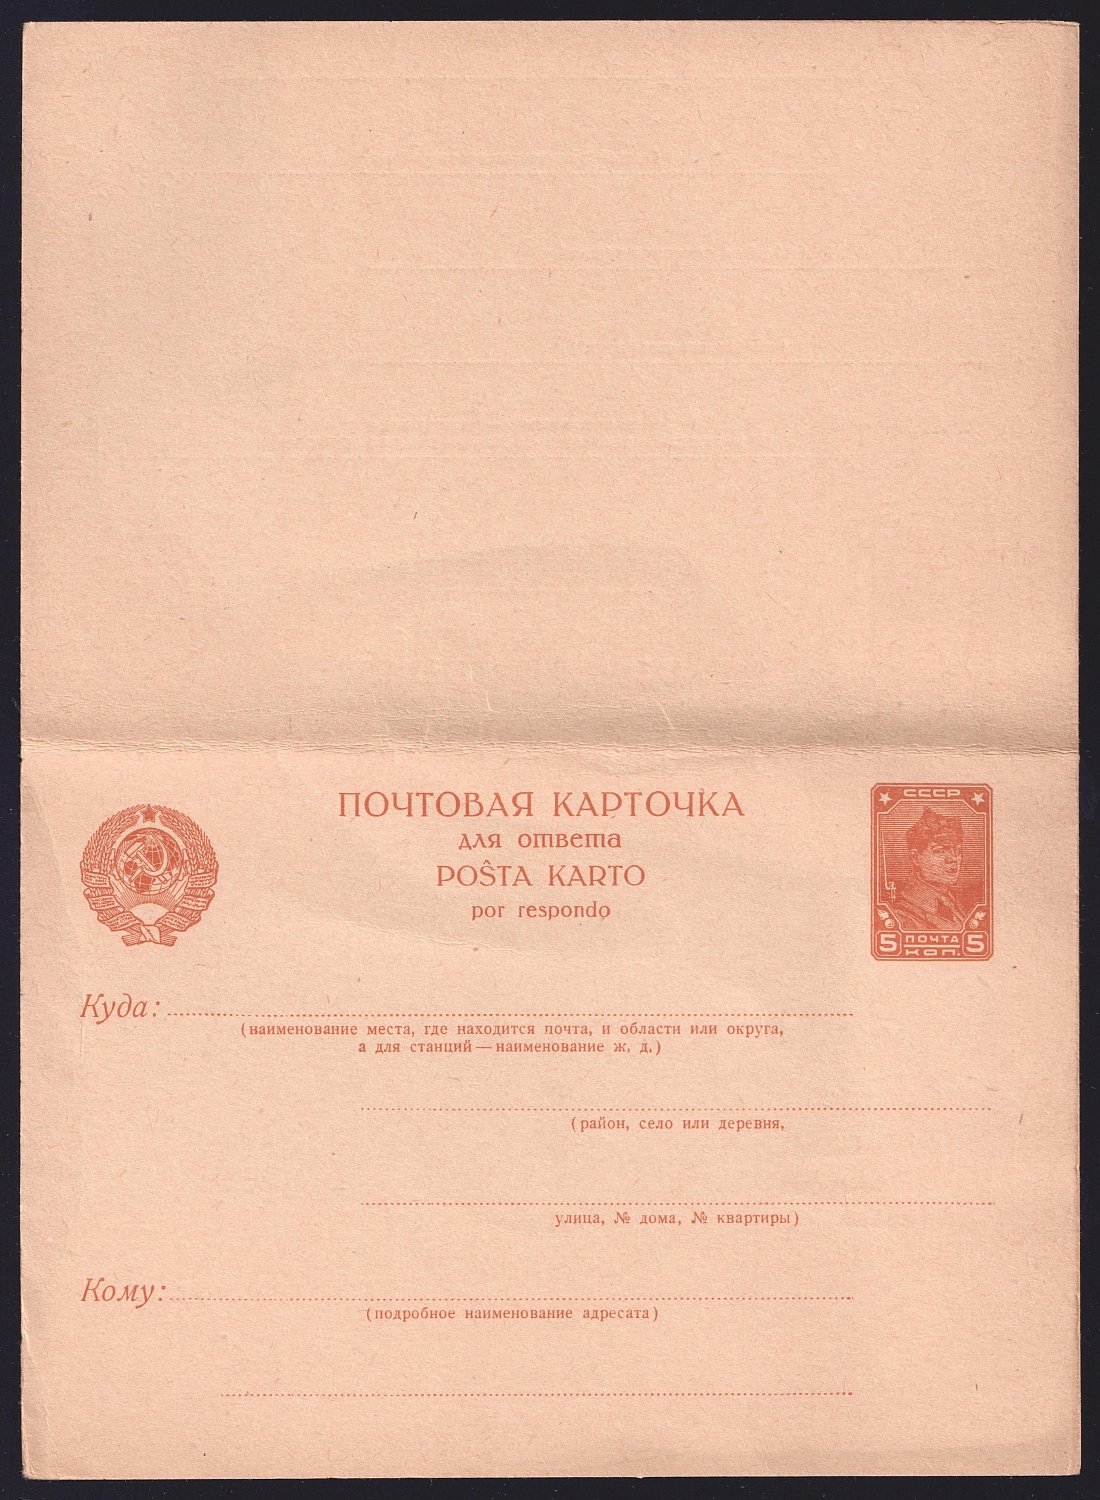 ПОЧТОВАЯ КАРТОЧКА
для ответа
POŜTA KARTO
por respondo
СССР
5 ПОЧТА 5
КОП.
Куда:
(наименование места, где находится почта, и области или округа,
а для станций — наименование ж. д.)
(район, село или деревня,
улица, № дома, № квартиры)
Кому:
(подробное наименование адресата)